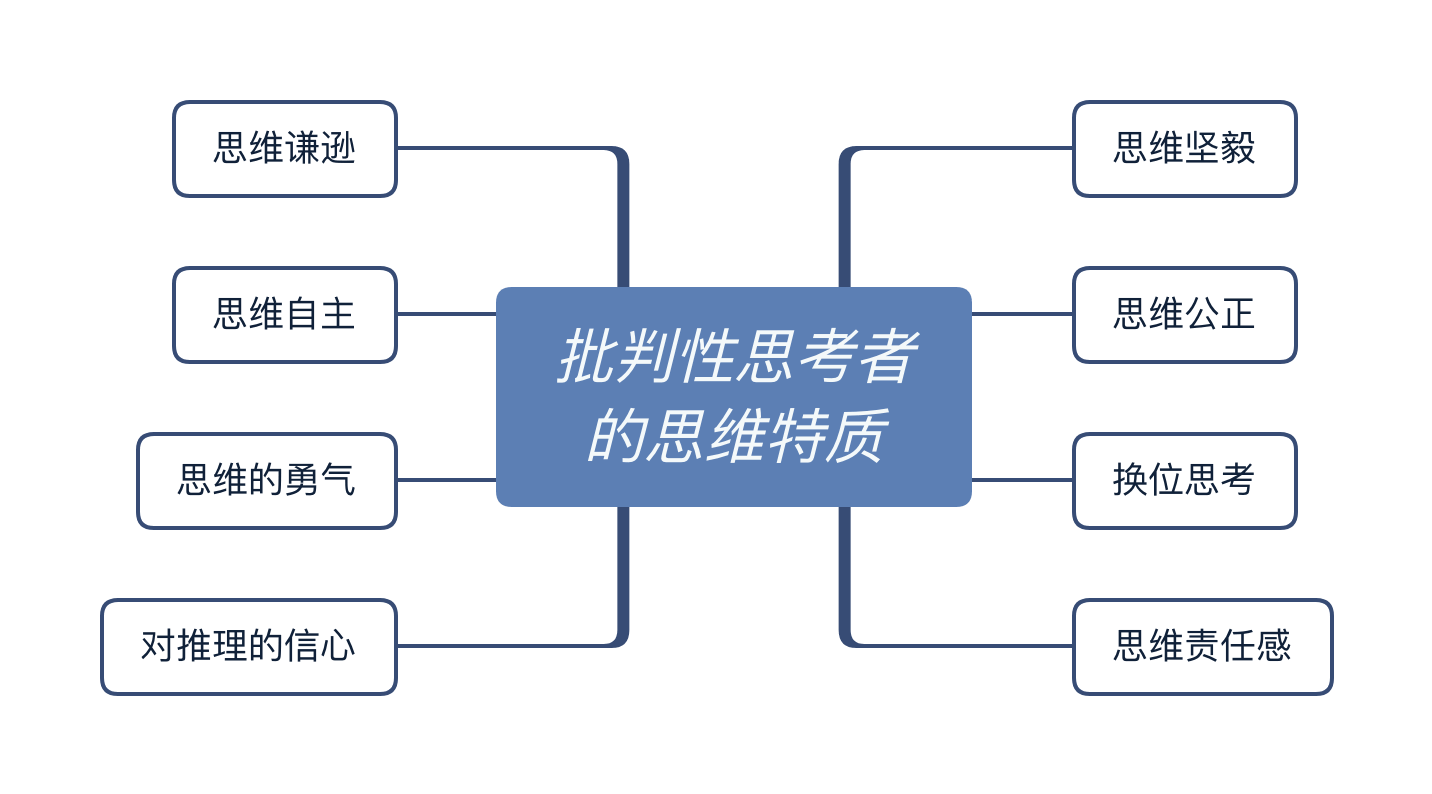 思维谦逊
思维自主
思维的勇气
对推理的信心
批判性思考者
的思维特质
思维坚毅
思维公正
换位思考
思维责任感